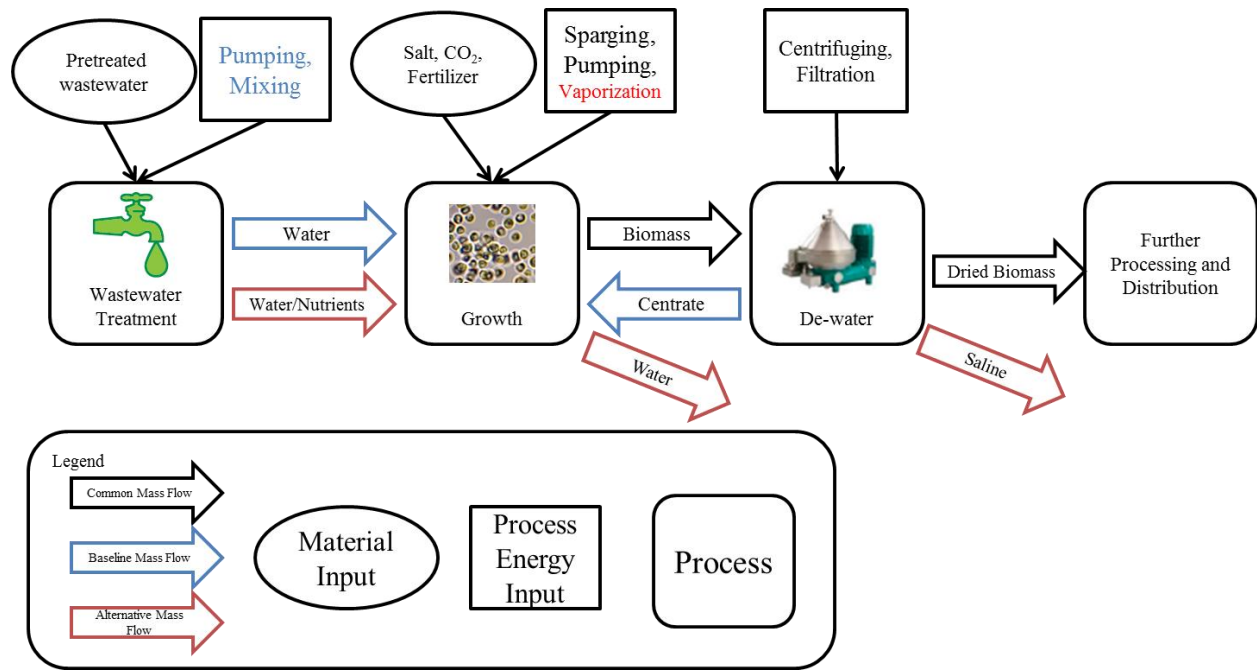 Pretreated
wastewater
Pumping,
Mixing
Salt, CO₂,
Fertilizer
Sparging,
Pumping,
Vaporization
Centrifuging,
Filtration
Water
Water/Nutrients
Wastewater
Treatment
Growth
Biomass
Centrate
Water
De-water
Dried Biomass
Saline
Further
Processing and
Distribution
Legend
Common Mass Flow
Baseline Mass Flow
Alternative Mass
Flow
Material
Input
Process
Energy
Input
Process